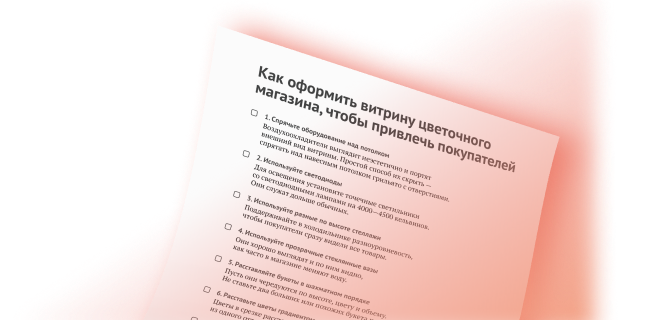 Как оформить витрину цветочного
магазина, чтобы привлечь покупателей
1. Спрячьте оборудование над потолком
Воздухоохладители выглядят неэстетично и портят
внешний вид витрины. Простой способ их скрыть —
спрятать над навесным потолком грильято с отверстиями.
2. Используйте светодиоды
Для освещения установите точечные светильники
со светодиодными лампами на 4000—4500 кельвинов.
Они служат дольше обычных.
3. Используйте разные по высоте стеллажи
Поддерживайте в холодильнике разноуровневость,
чтобы покупатели сразу видели все товары.
4. Используйте прозрачные стеклянные вазы
Они хорошо выглядят и по ним видно,
как часто в магазине меняют воду.
5. Расставляйте букеты в шахматном порядке
Пусть они чередуются по высоте, цвету и объему.
Не ставьте два больших или похожих букета
6. Расставьте цветы градиентом
Цветы в срезке
из одного